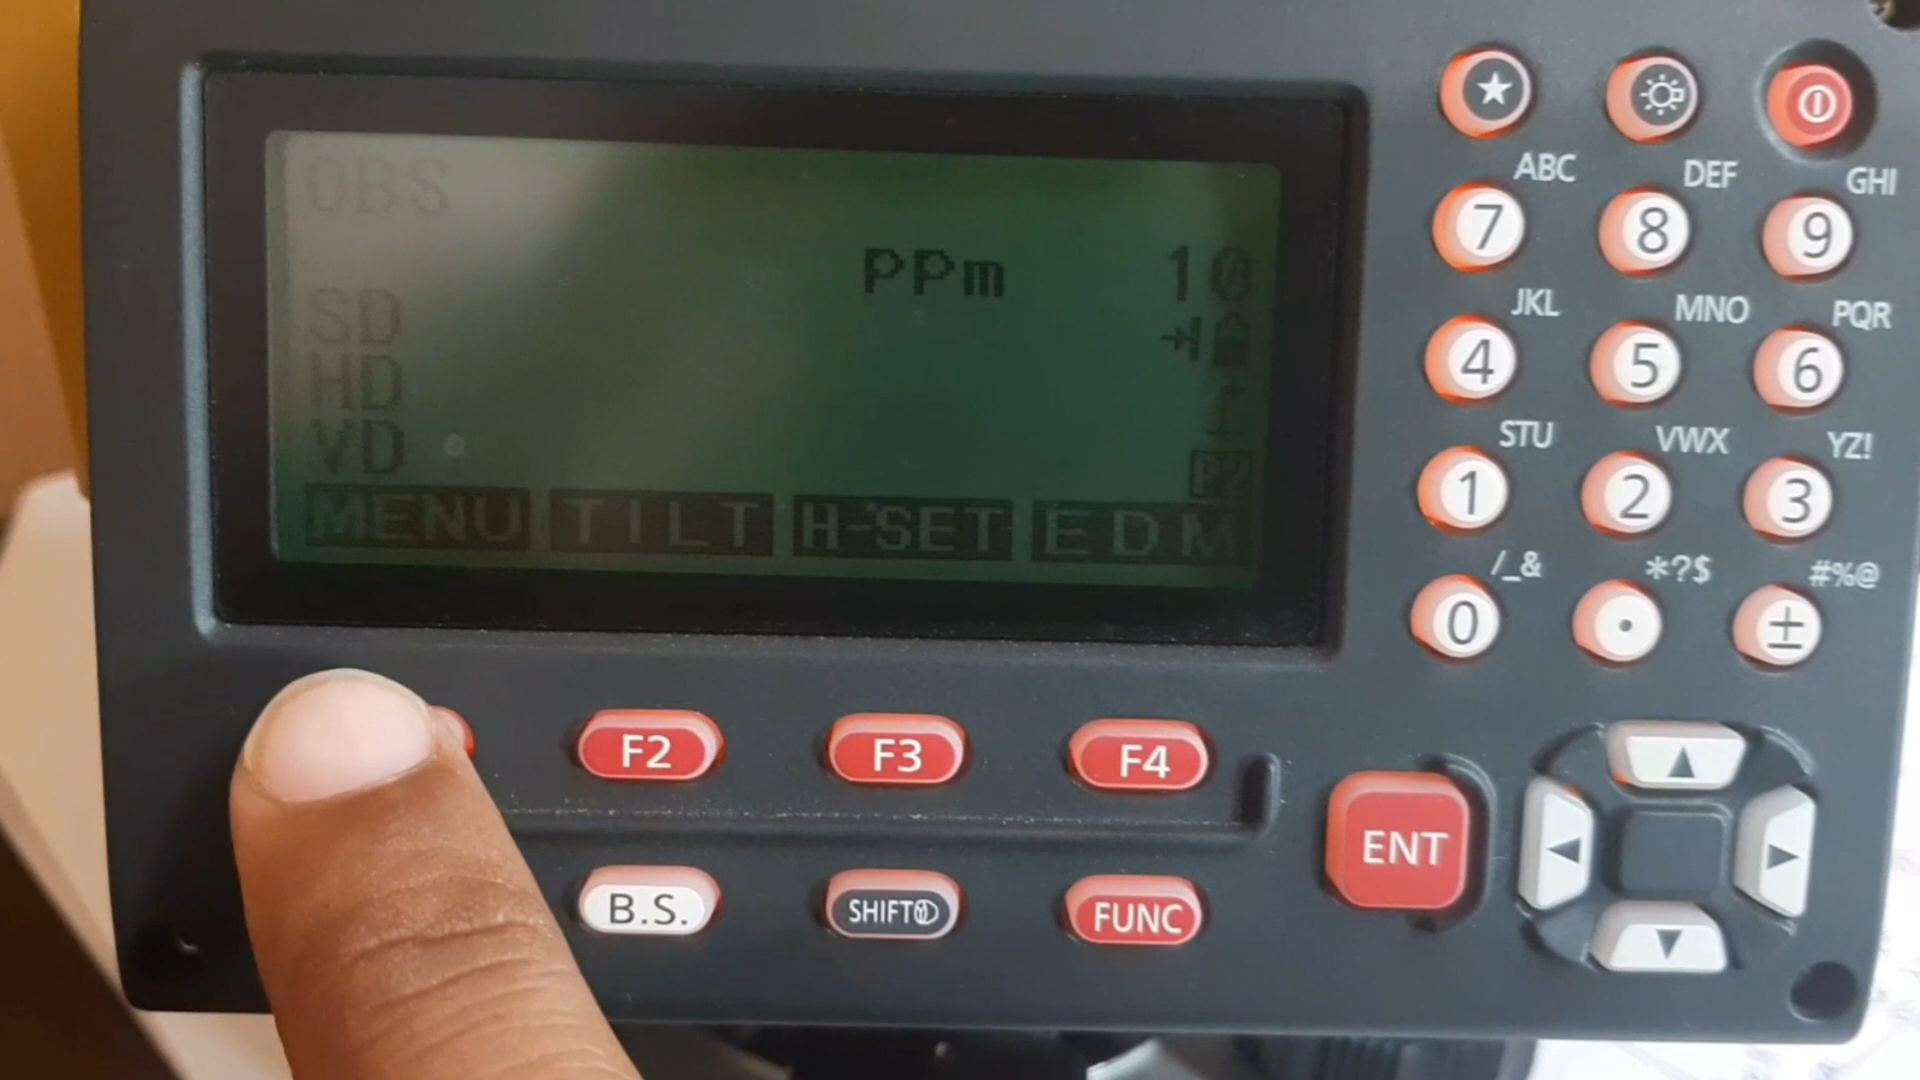 OBS
PPm 10
SD
HD
VD
P2
MENU TILT H-SET EDM
ABC DEF GHI
7 8 9
JKL MNO PQR
4 5 6
STU VWX YZ!
1 2 3
/_& *?$ #%@
0 . ±
F2 F3 F4
ENT
B.S. SHIFT FUNC